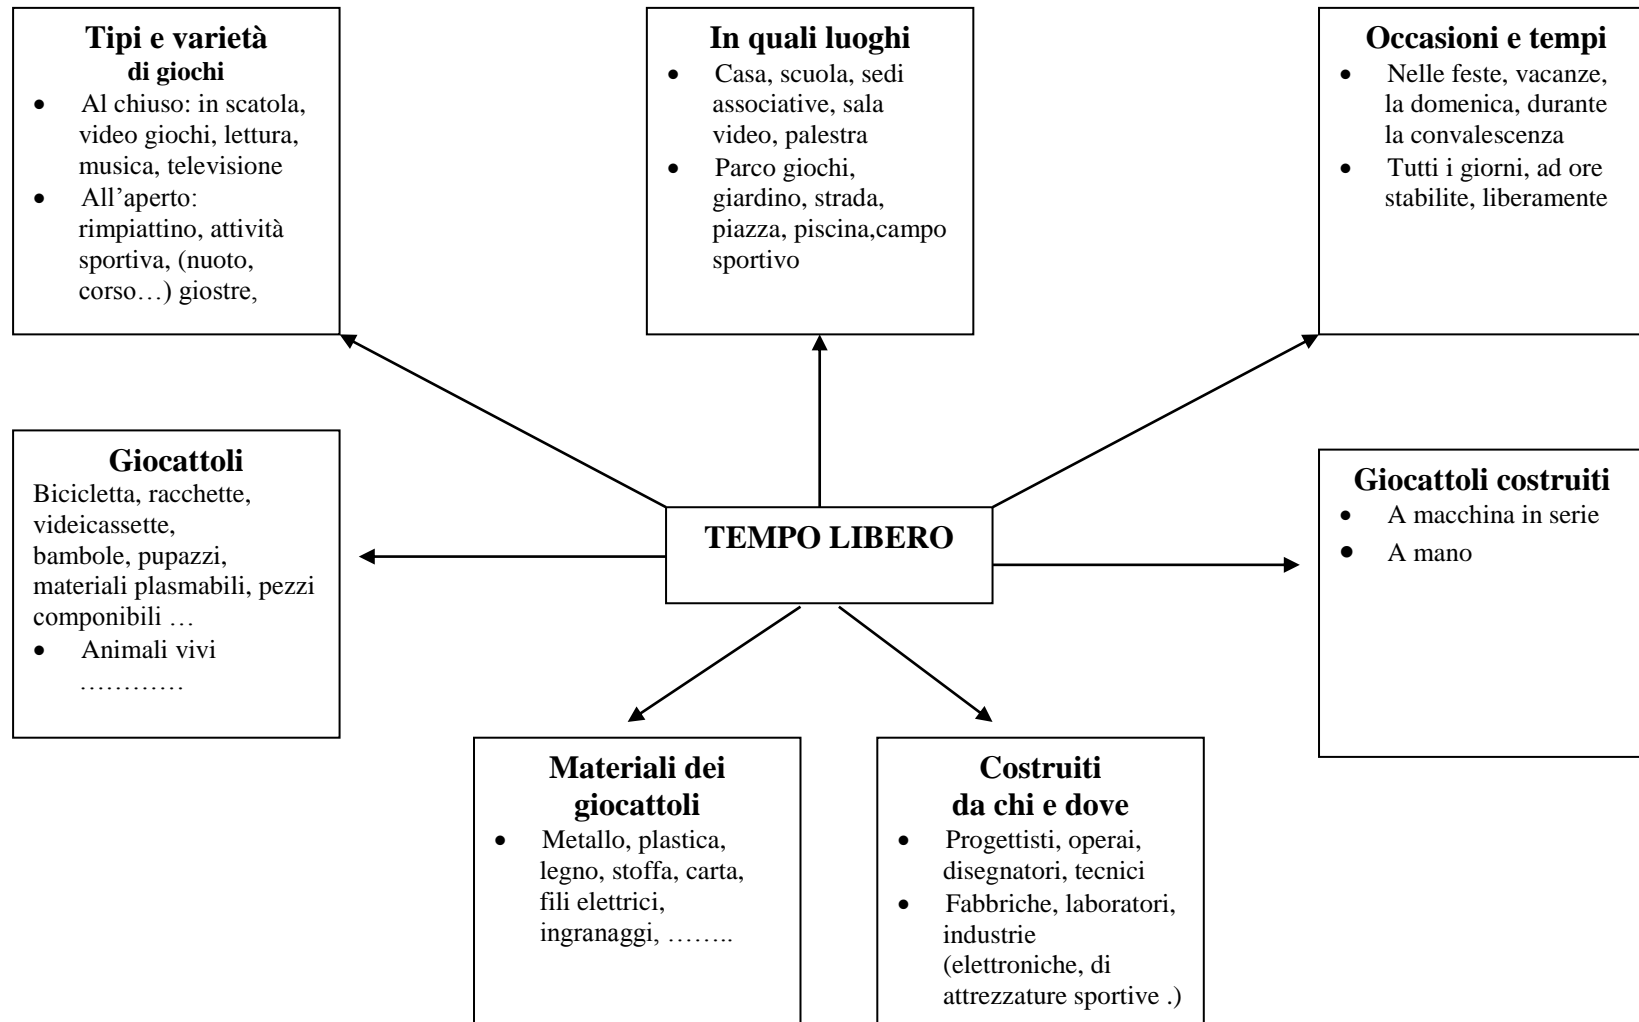 Tipi e varietà
di giochi
• Al chiuso: in scatola,
video giochi, lettura,
musica, televisione
• All’aperto:
rimpiattino, attività
sportiva, (nuoto,
corso…) giostre,
In quali luoghi
• Casa, scuola, sedi
associative, sala
video, palestra
• Parco giochi,
giardino, strada,
piazza, piscina,campo
sportivo
Occasioni e tempi
• Nelle feste, vacanze,
la domenica, durante
la convalescenza
• Tutti i giorni, ad ore
stabilite, liberamente
Giocattoli
Bicicletta, racchette,
videicassette,
bambole, pupazzi,
materiali plasmabili, pezzi
componibili …
• Animali vivi
…………
TEMPO LIBERO
Giocattoli costruiti
• A macchina in serie
• A mano
Materiali dei
giocattoli
• Metallo, plastica,
legno, stoffa, carta,
fili elettrici,
ingranaggi, ……..
Costruiti
da chi e dove
• Progettisti, operai,
disegnatori, tecnici
• Fabbriche, laboratori,
industrie
(elettroniche, di
attrezzature sportive .)